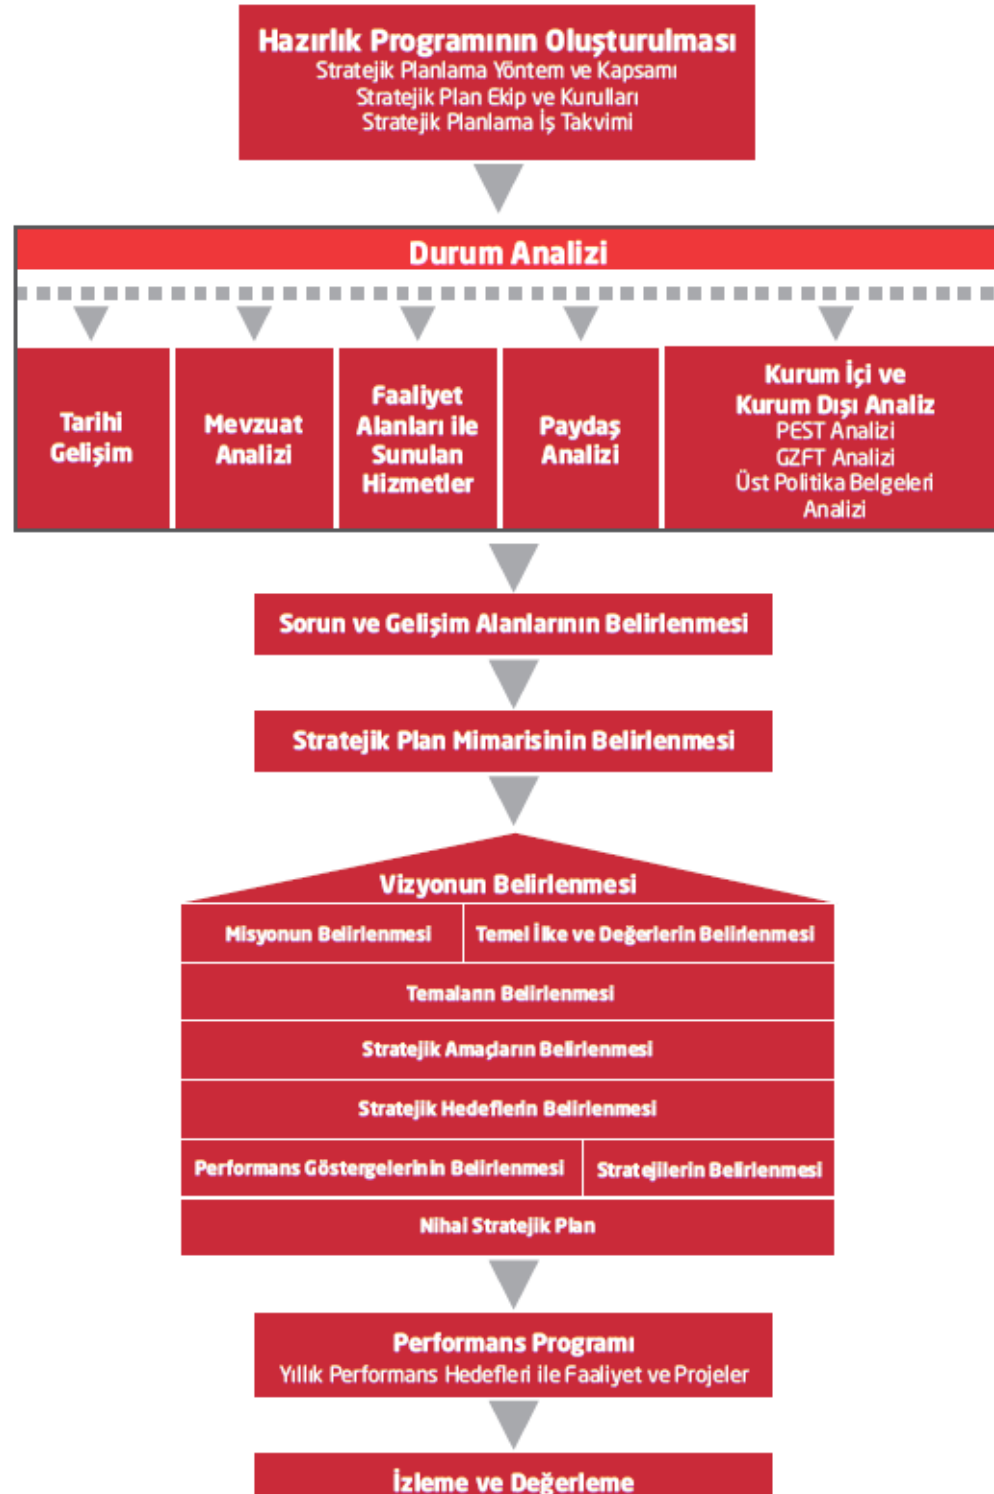 Hazırlık Programının Oluşturulması
Stratejik Planlama Yöntem ve Kapsamı
Stratejik Plan Ekip ve Kurulları
Stratejik Planlama İş Takvimi
Durum Analizi
Tarihi
Gelişim
Mevzuat
Analizi
Faaliyet
Alanları ile
Sunulan
Hizmetler
Paydaş
Analizi
Kurum İçi ve
Kurum Dışı Analiz
PEST Analizi
GZFT Analizi
Üst Politika Belgeleri
Analizi
Sorun ve Gelişim Alanlarının Belirlenmesi
Stratejik Plan Mimarisinin Belirlenmesi
Vizyonun Belirlenmesi
Misyonun Belirlenmesi
Temel İlke ve Değerlerin Belirlenmesi
Temaların Belirlenmesi
Stratejik Amaçların Belirlenmesi
Stratejik Hedeflerin Belirlenmesi
Performans Göstergelerinin Belirlenmesi
Stratejilerin Belirlenmesi
Nihai Stratejik Plan
Performans Programı
Yıllık Performans Hedefleri ile Faaliyet ve Projeler
İzleme ve Değerleme